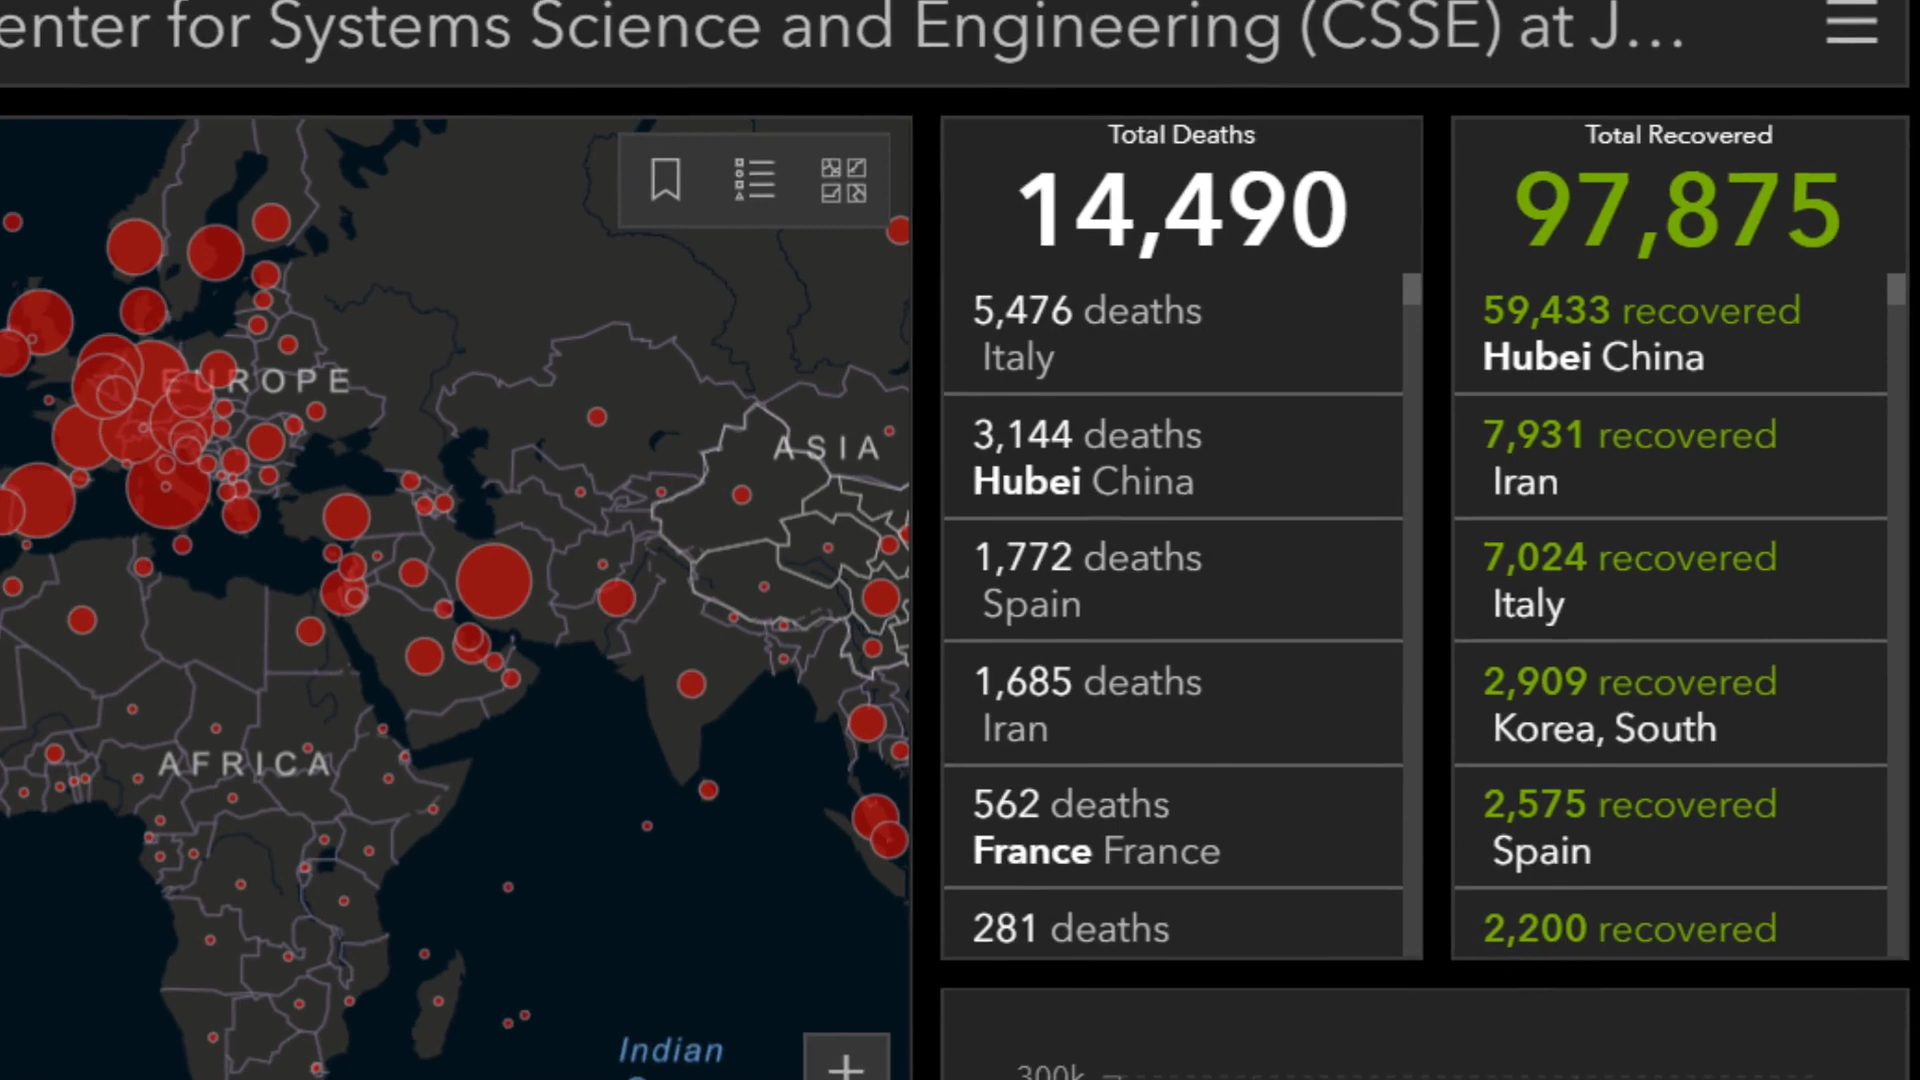 enter for Systems Science and Engineering (CSSE) at J...
EUROPE
ASIA
AFRICA
Indian
Total Deaths
14,490
5,476 deaths
Italy
3,144 deaths
Hubei China
1,772 deaths
Spain
1,685 deaths
Iran
562 deaths
France France
281 deaths
Total Recovered
97,875
59,433 recovered
Hubei China
7,931 recovered
Iran
7,024 recovered
Italy
2,909 recovered
Korea, South
2,575 recovered
Spain
2,200 recovered
300k